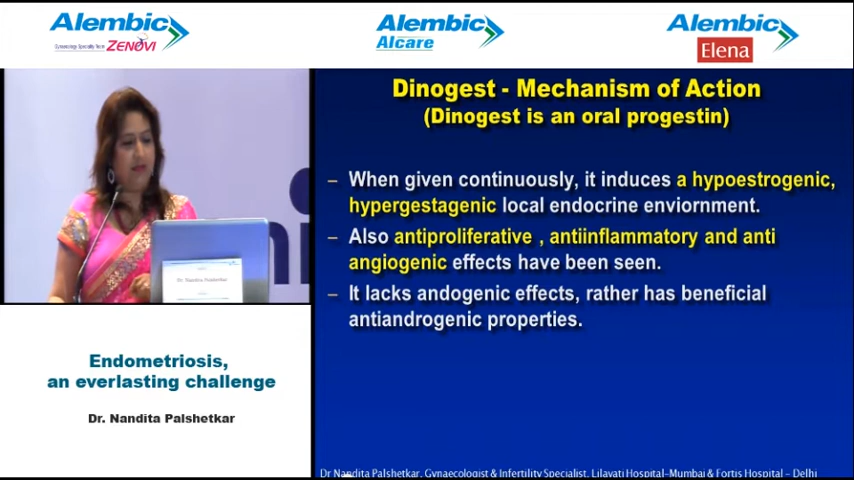 Alembic
Gynaecology Specialty Team ZENOVI
Alembic
Alcare
Alembic
Elena
Dinogest - Mechanism of Action
(Dinogest is an oral progestin)
– When given continuously, it induces a hypoestrogenic,
hypergestagenic local endocrine enviornment.
– Also antiproliferative , antiinflammatory and anti
angiogenic effects have been seen.
– It lacks andogenic effects, rather has beneficial
antiandrogenic properties.
Dr. Nandita Palshetkar
Endometriosis,
an everlasting challenge
Dr. Nandita Palshetkar
Dr Nandita Palshetkar, Gynaecologist & Infertility Specialist, Lilavati Hospital-Mumbai & Fortis Hospital - Delhi